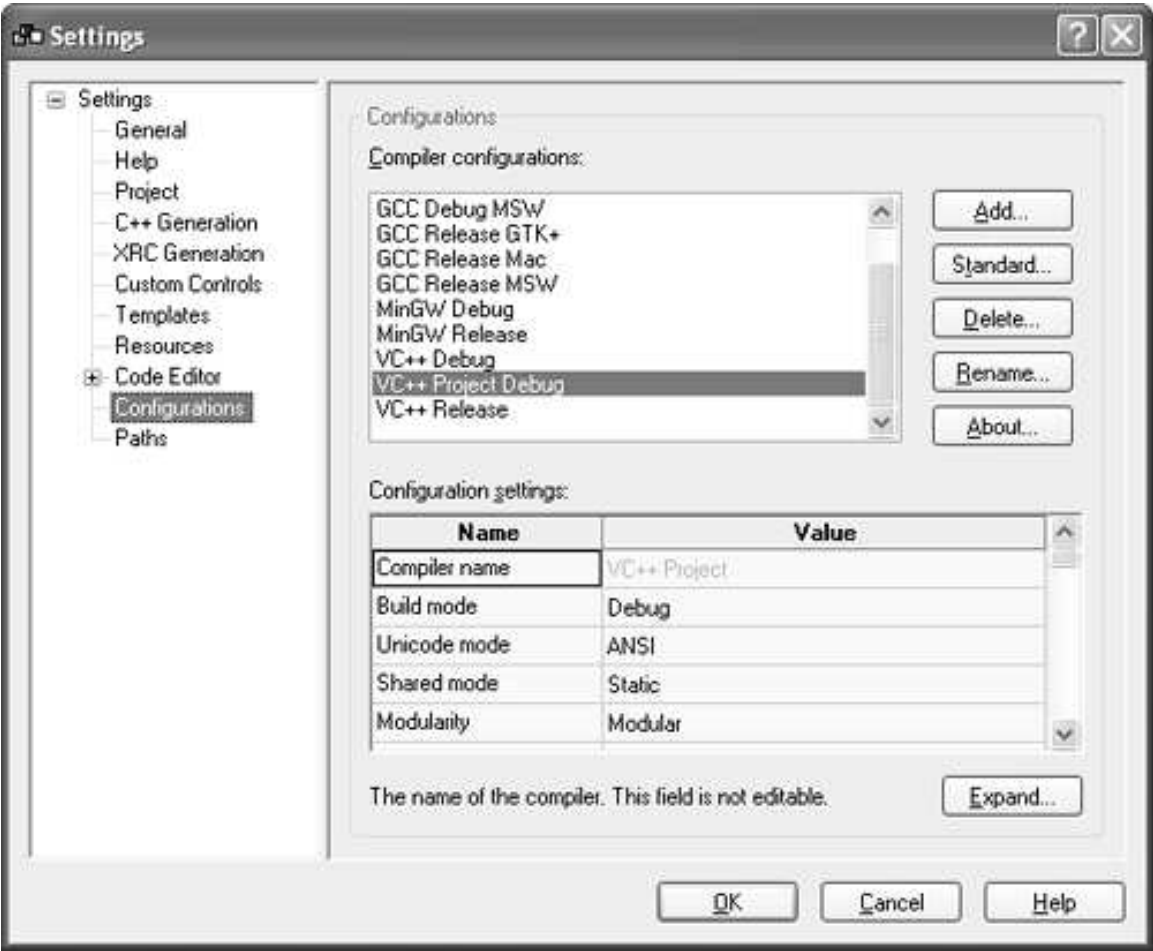 Settings
Settings
General
Help
Project
C++ Generation
XRC Generation
Custom Controls
Templates
Resources
Code Editor
Configurations
Paths
Configurations
Compiler configurations:
GCC Debug MSW
GCC Release GTK+
GCC Release Mac
GCC Release MSW
MinGW Debug
MinGW Release
VC++ Debug
VC++ Project Debug
VC++ Release
Add...
Standard...
Delete...
Rename...
About...
Configuration settings:
Name Value
Compiler name VC++ Project
Build mode Debug
Unicode mode ANSI
Shared mode Static
Modularity Modular
The name of the compiler. This field is not editable.
Expand...
OK Cancel Help